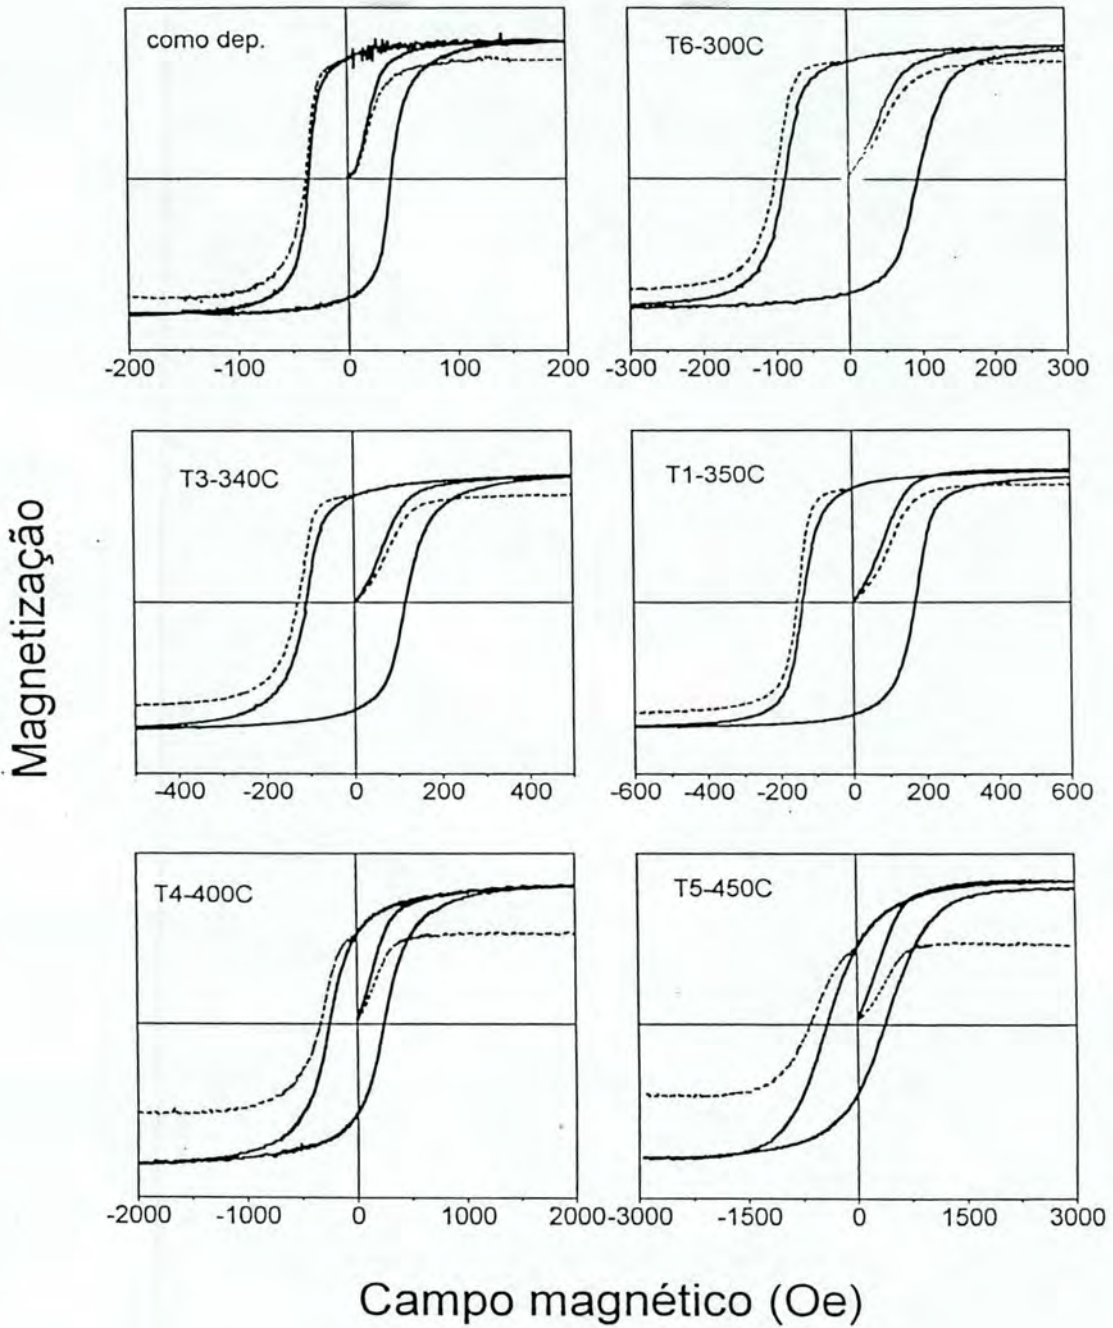 como dep.
T6-300C
-200 -100 0 100 200
-300 -200 -100 0 100 200 300
T3-340C
T1-350C
-400 -200 0 200 400
-600 -400 -200 0 200 400 600
T4-400C
T5-450C
-2000 -1000 0 1000 2000
-3000 -1500 0 1500 3000
Magnetização
Campo magnético (Oe)